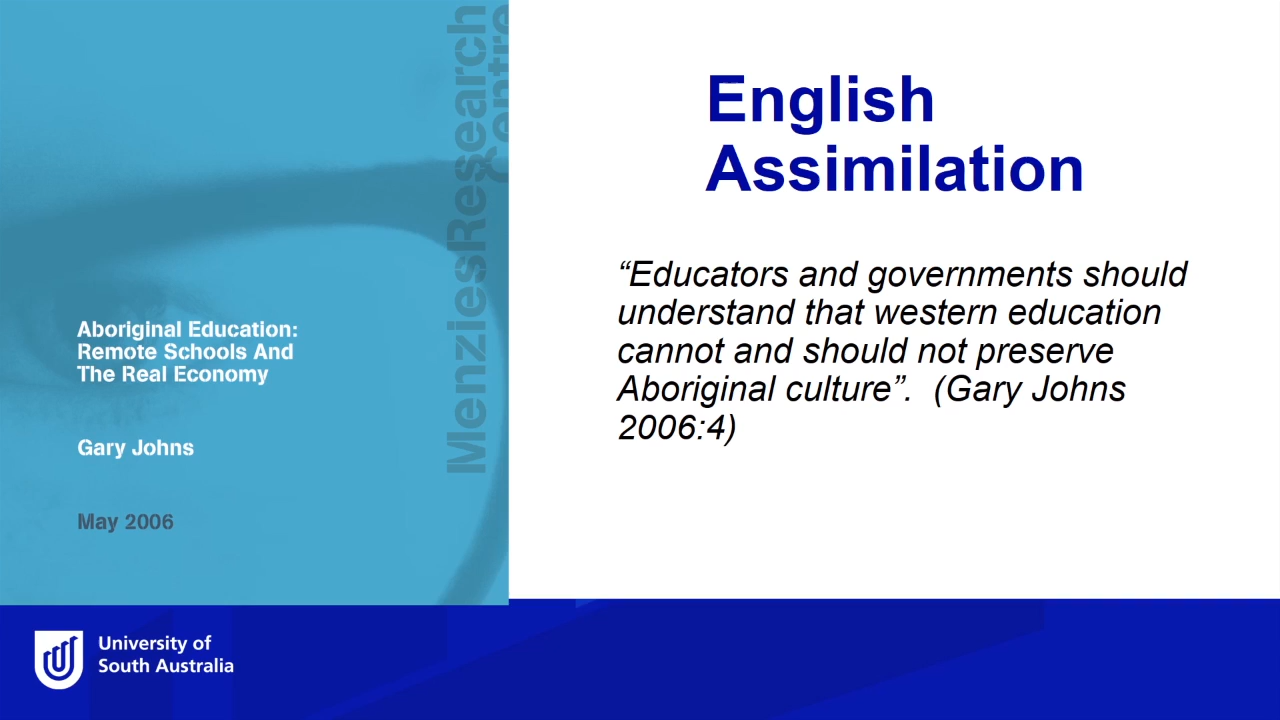 MenziesResearch
Centre
Aboriginal Education:
Remote Schools And
The Real Economy
Gary Johns
May 2006
English
Assimilation
“Educators and governments should
understand that western education
cannot and should not preserve
Aboriginal culture”.  (Gary Johns
2006:4)
University of
South Australia